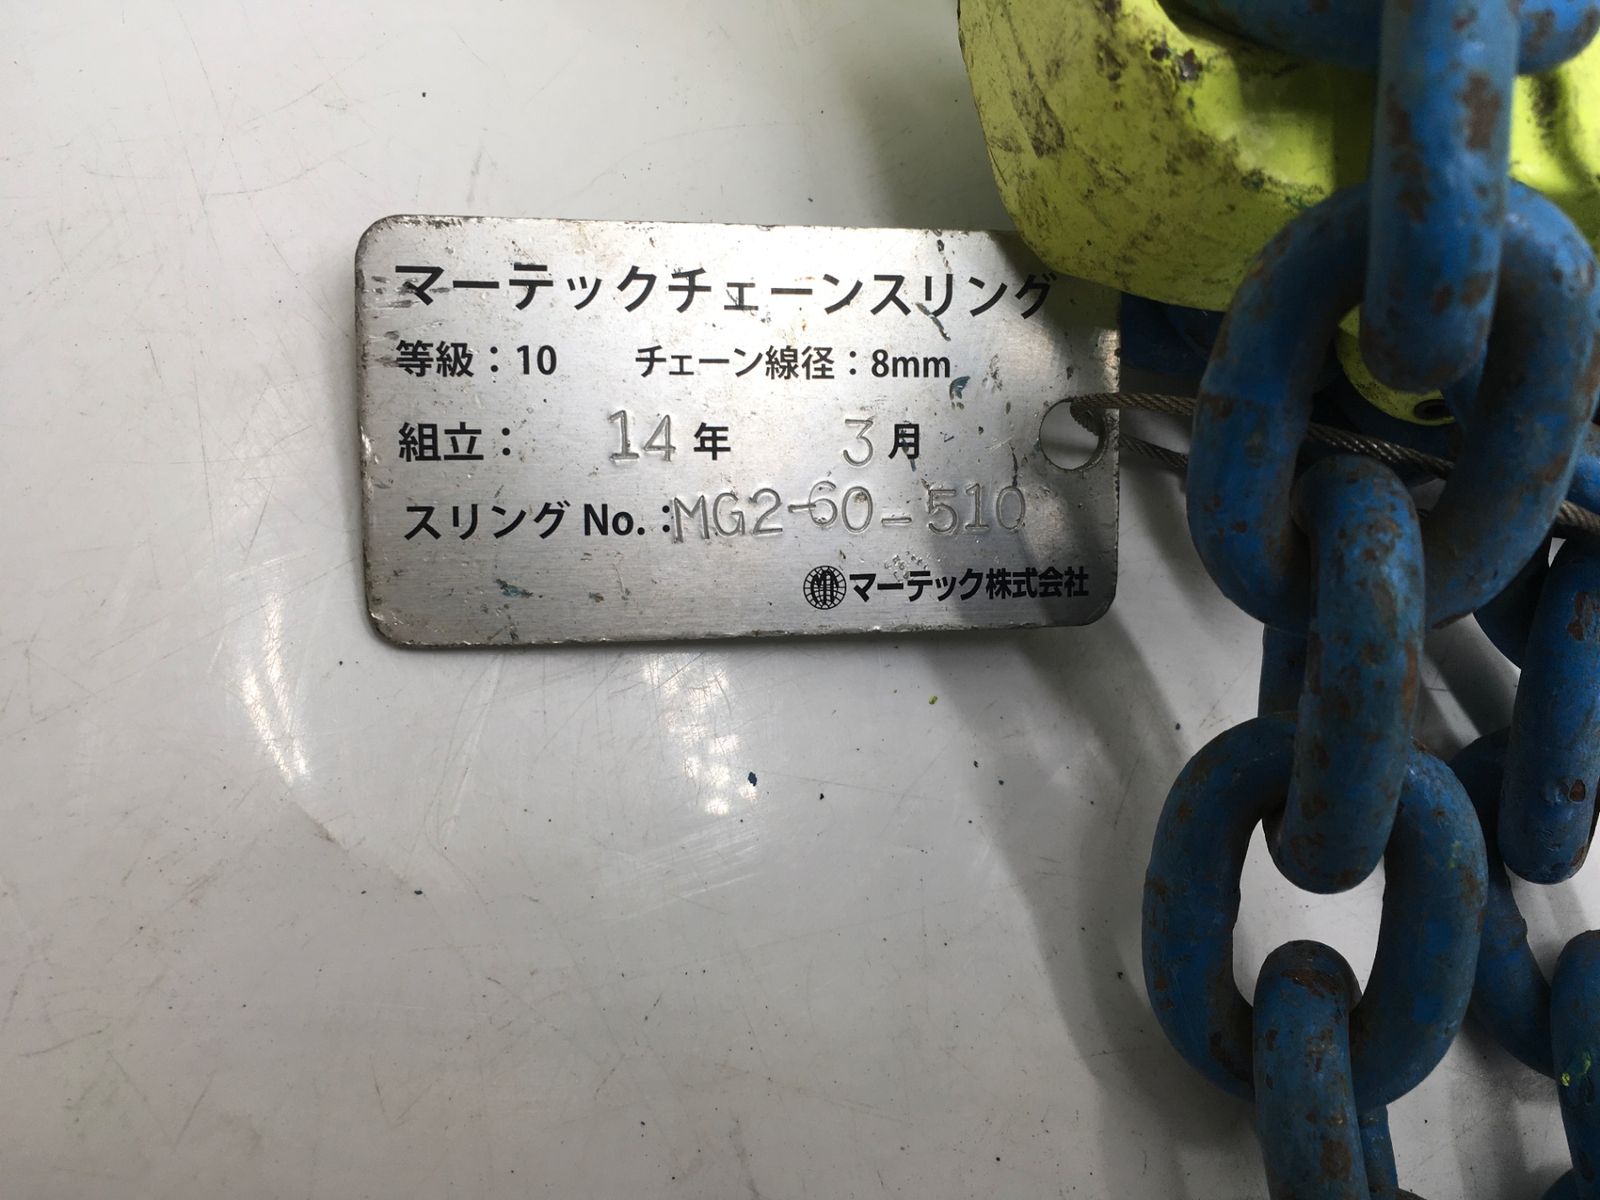 マーテックチェーンスリング
等級：10　チェーン線径：8mm
組立：14年 3月
スリング No.：MG2-60-510
マーテック株式会社